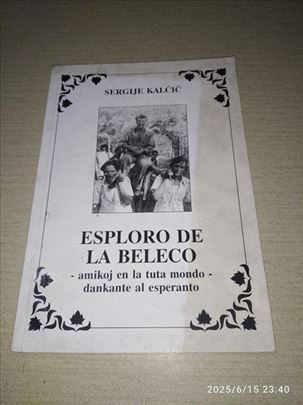 SERGIJE KALČIĆ
ESPLORO DE
LA BELECO
- amikoj en la tuta mondo -
dankante al esperanto
2025/6/15 23:40